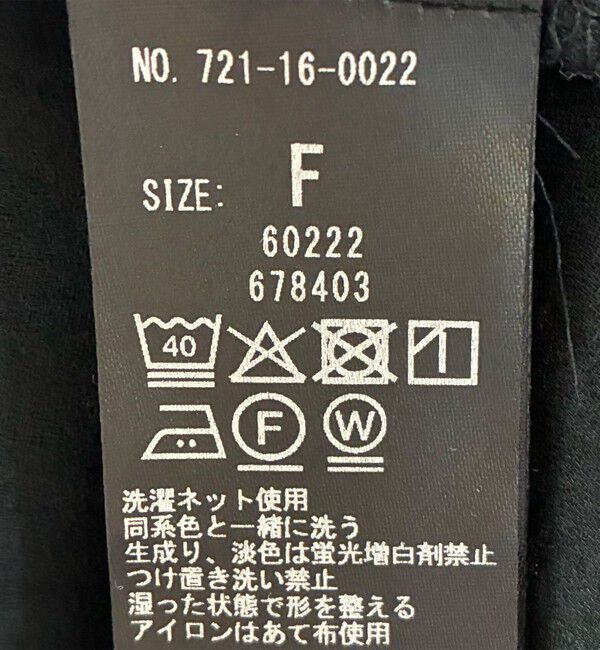 NO. 721-16-0022
SIZE: F
60222
678403
40
F W
洗濯ネット使用
同系色と一緒に洗う
生成り、淡色は蛍光増白剤禁止
つけ置き洗い禁止
湿った状態で形を整える
アイロンはあて布使用